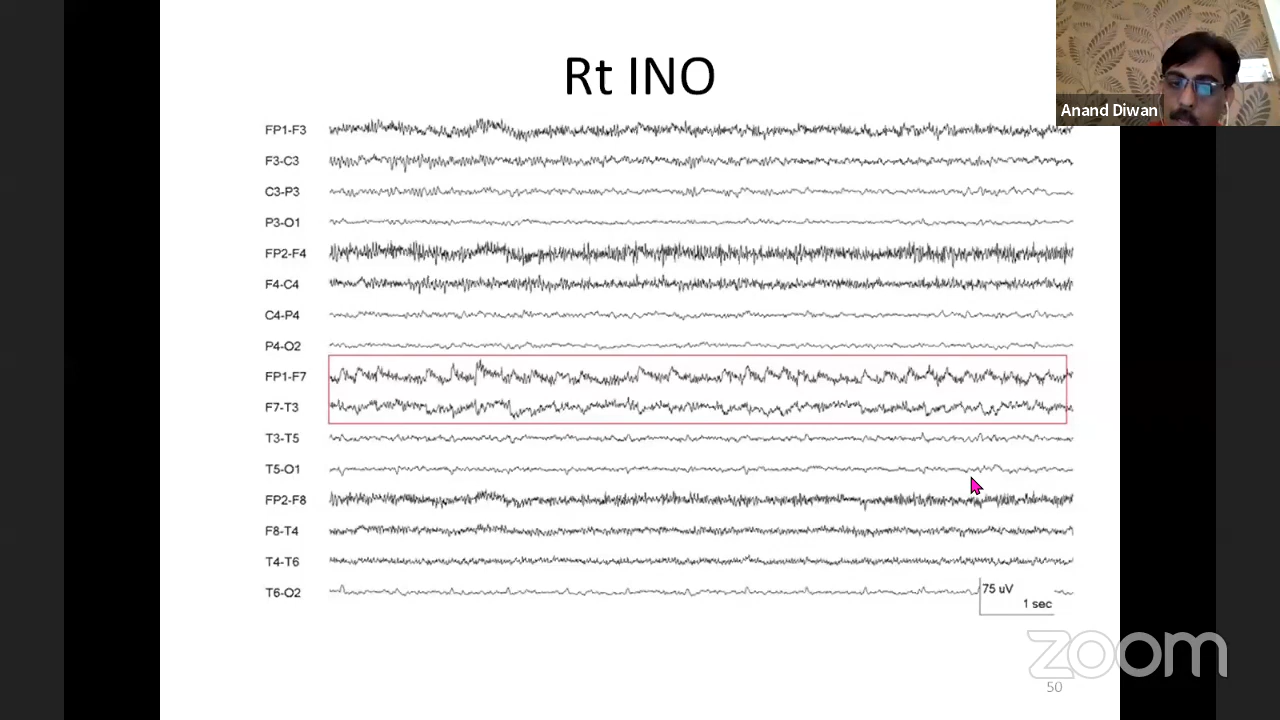 Rt INO
Anand Diwan
FP1-F3
F3-C3
C3-P3
P3-O1
FP2-F4
F4-C4
C4-P4
P4-O2
FP1-F7
F7-T3
T3-T5
T5-O1
FP2-F8
F8-T4
T4-T6
T6-O2
75 uV
1 sec
zoom
50